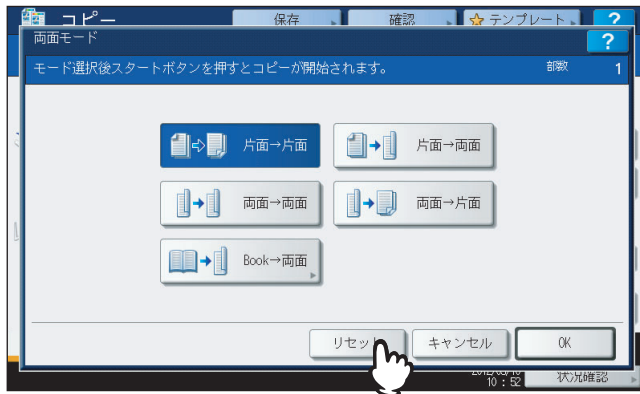 コピー 保存 確認 テンプレート ?
両面モード ?
モード選択後スタートボタンを押すとコピーが開始されます。 部数 1
片面→片面 片面→両面
両面→両面 両面→片面
Book→両面
リセット キャンセル OK
10:52 状況確認